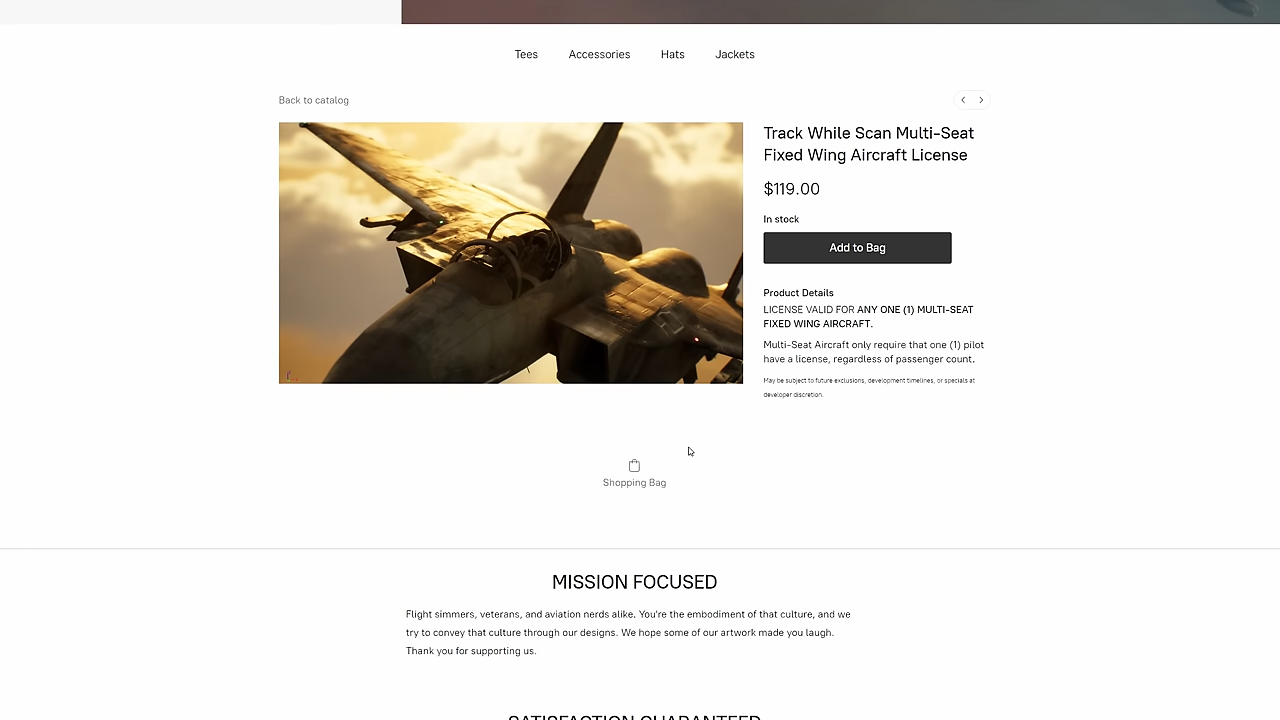 Tees Accessories Hats Jackets
Back to catalog
Track While Scan Multi-Seat
Fixed Wing Aircraft License
$119.00
In stock
Add to Bag
Product Details
LICENSE VALID FOR ANY ONE (1) MULTI-SEAT
FIXED WING AIRCRAFT.
Multi-Seat Aircraft only require that one (1) pilot
have a license, regardless of passenger count.
May be subject to future exclusions, development timelines, or specials at
developer discretion.
Shopping Bag
MISSION FOCUSED
Flight simmers, veterans, and aviation nerds alike. You're the embodiment of that culture, and we
try to convey that culture through our designs. We hope some of our artwork made you laugh.
Thank you for supporting us.
SATISFACTION GUARANTEED